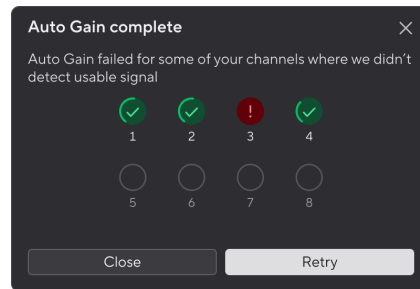 Auto Gain complete
Auto Gain failed for some of your channels where we didn't
detect usable signal
!
1 2 3 4
5 6 7 8
Close Retry